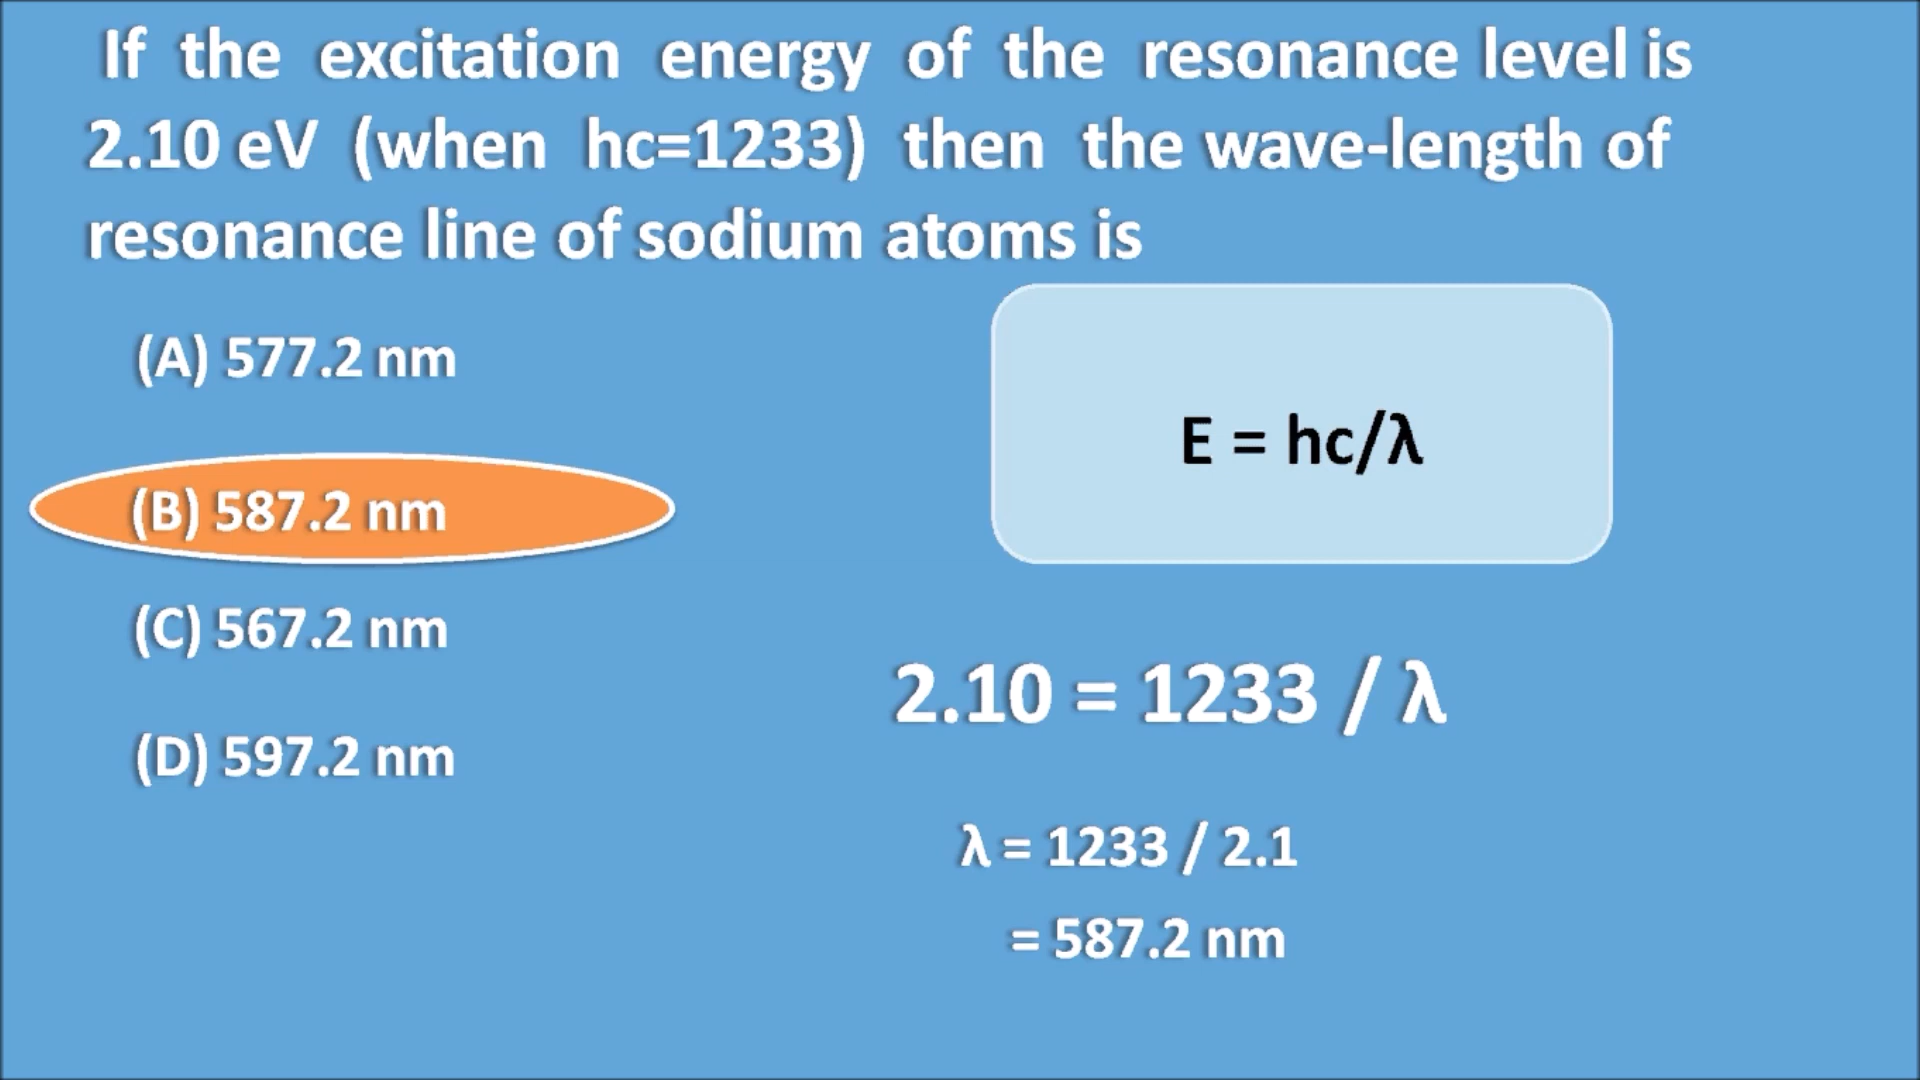 If the excitation energy of the resonance level is
2.10 eV (when hc=1233) then the wave-length of
resonance line of sodium atoms is
(A) 577.2 nm
(B) 587.2 nm
(C) 567.2 nm
(D) 597.2 nm
E = hc/λ
2.10 = 1233 / λ
λ = 1233 / 2.1
= 587.2 nm